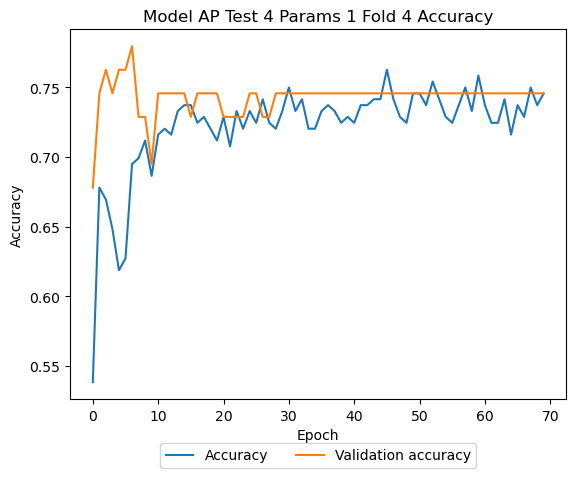 Model AP Test 4 Params 1 Fold 4 Accuracy
Accuracy
0.75
0.70
0.65
0.60
0.55
0 10 20 30 40 50 60 70
Epoch
Accuracy Validation accuracy